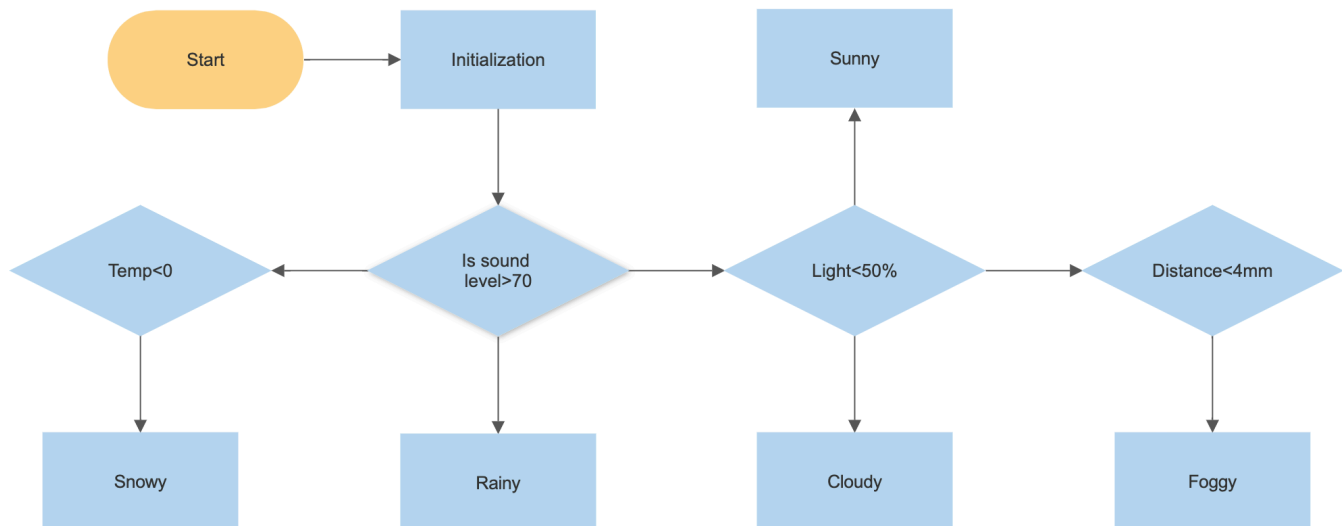 Start
Initialization
Sunny
Temp<0
Is sound
level>70
Light<50%
Distance<4mm
Snowy
Rainy
Cloudy
Foggy